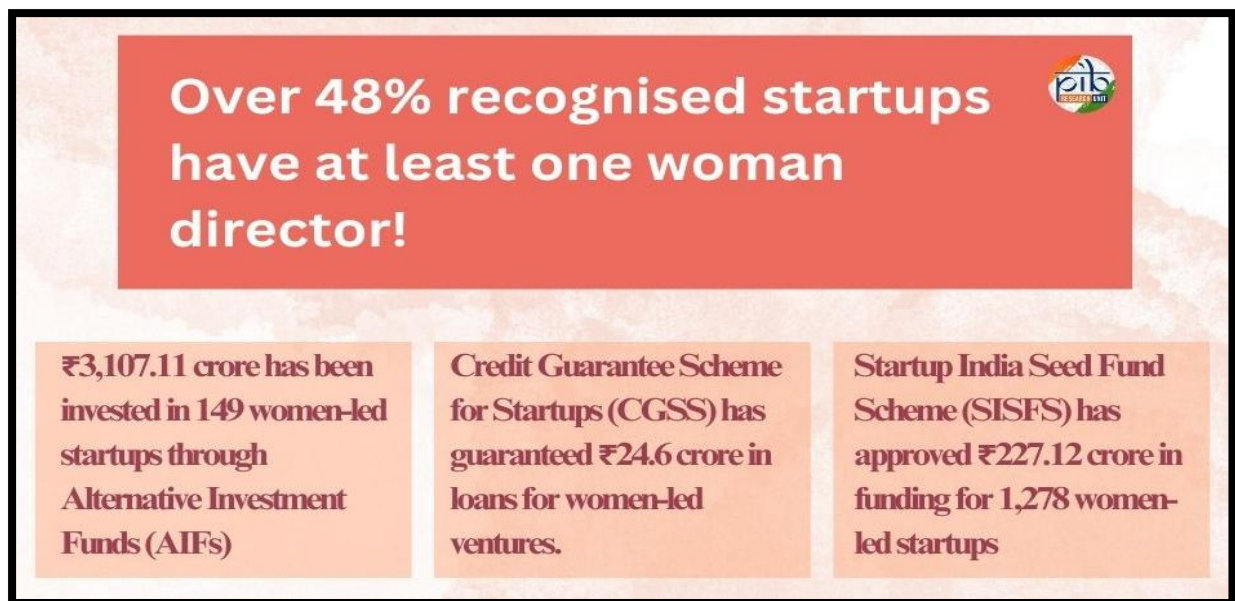 Over 48% recognised startups
have at least one woman
director!
pib
RESEARCH UNIT
₹3,107.11 crore has been
invested in 149 women-led
startups through
Alternative Investment
Funds (AIFs)
Credit Guarantee Scheme
for Startups (CGSS) has
guaranteed ₹24.6 crore in
loans for women-led
ventures.
Startup India Seed Fund
Scheme (SISFS) has
approved ₹227.12 crore in
funding for 1,278 women-
led startups